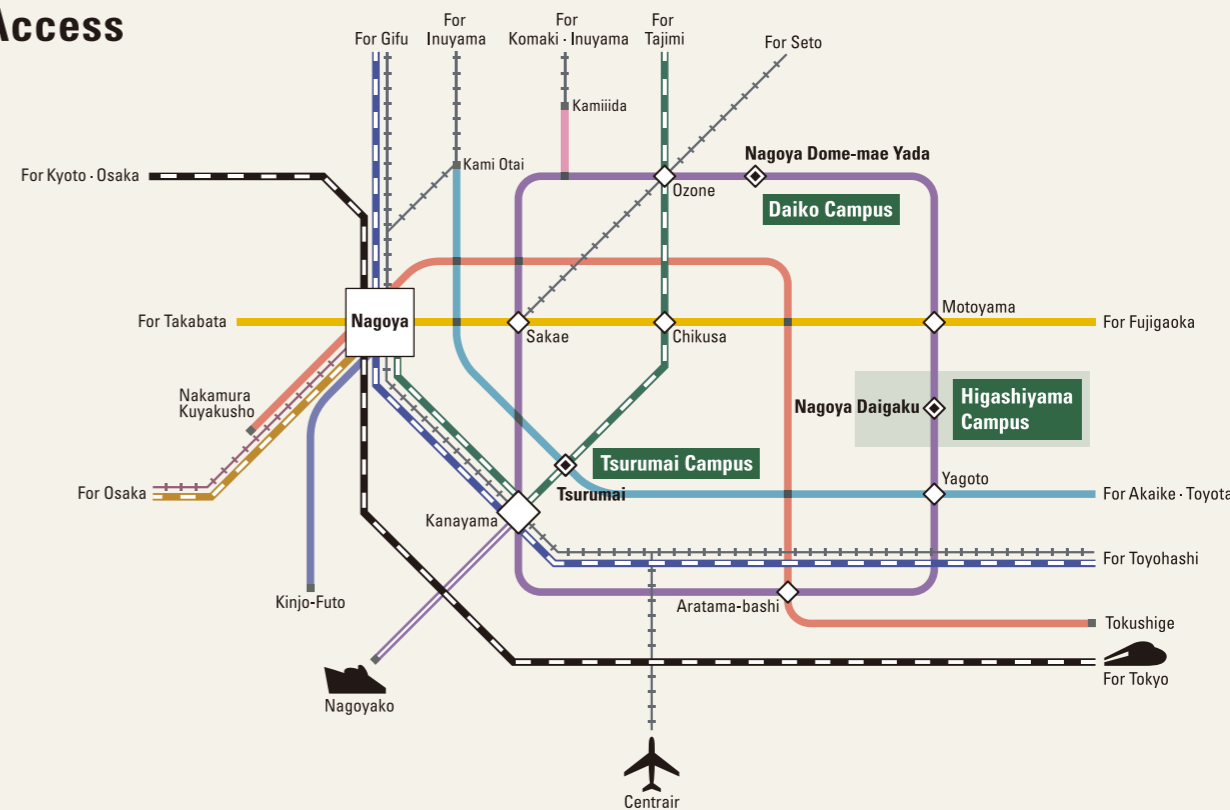 Access
For Gifu
For
Inuyama
For
Komaki · Inuyama
For
Tajimi
For Seto
Kamiiida
Kami Otai
Nagoya Dome-mae Yada
For Kyoto · Osaka
Ozone
Daiko Campus
Motoyama
For Takabata
Nagoya
Sakae
Chikusa
For Fujigaoka
Nakamura
Kuyakusho
Nagoya Daigaku
Higashiyama
Campus
Tsurumai Campus
Yagoto
For Osaka
Tsurumai
For Akaike · Toyota
Kanayama
For Toyohashi
Kinjo-Futo
Aratama-bashi
Tokushige
For Tokyo
Nagoyako
Centrair